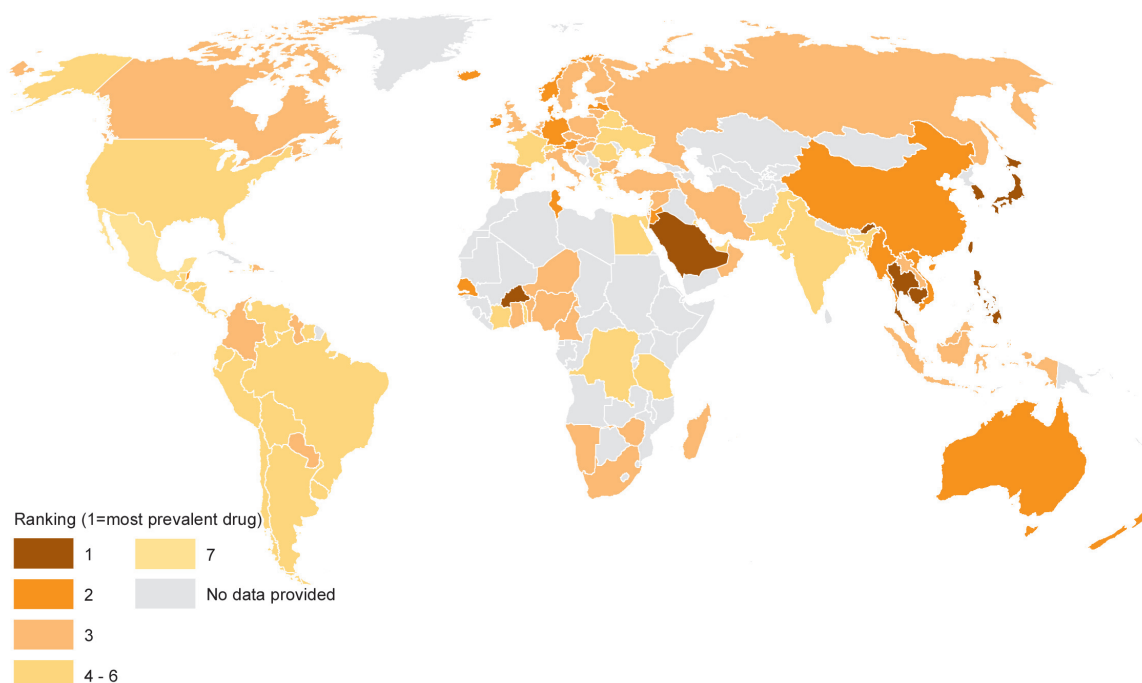 Ranking (1=most prevalent drug)
1
7
2
No data provided
3
4 - 6